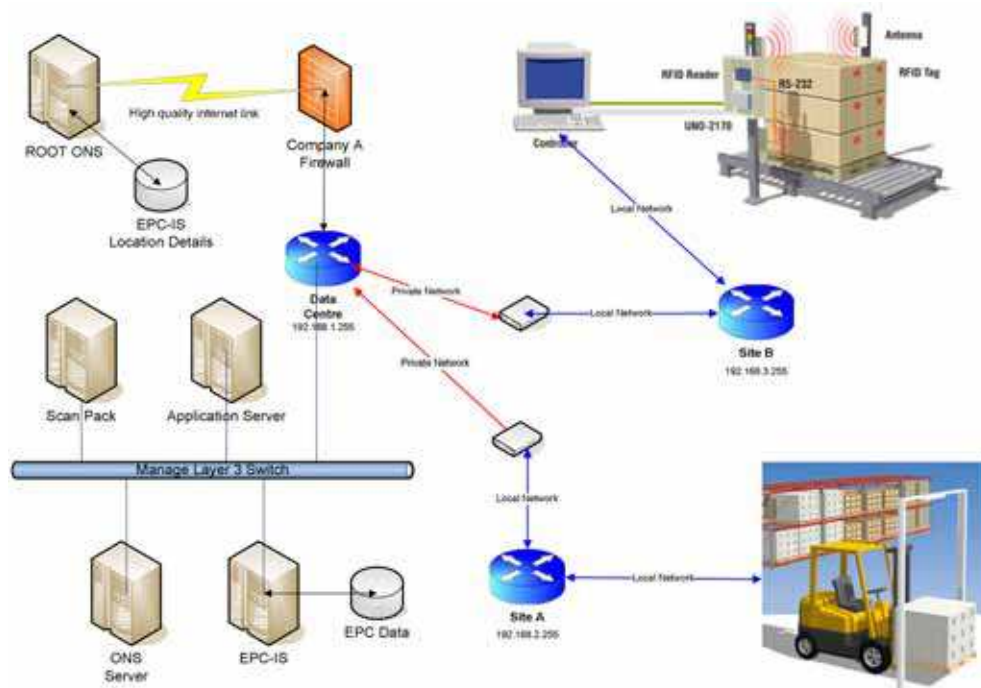 ROOT ONS
High quality internet link
Company A
Firewall
EPC-IS
Location Details
Data
Centre
192.168.1.255
Private Network
Private Network
Local Network
Site B
192.168.3.255
Local Network
Controller
RFID Reader
RS-232
UNO-2170
Antenna
RFID Tag
Scan Pack
Application Server
Manage Layer 3 Switch
ONS
Server
EPC-IS
EPC Data
Local Network
Site A
192.168.2.255
Local Network